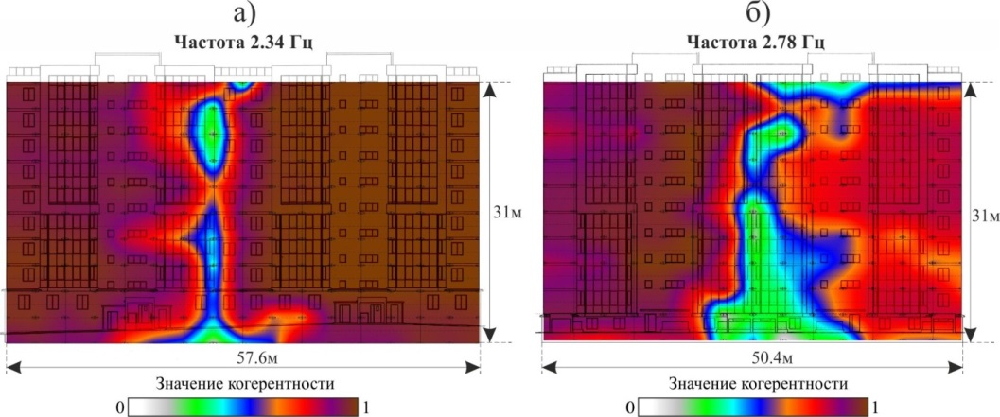 а)
Частота 2.34 Гц
31м
57.6м
Значение когерентности
0
1
б)
Частота 2.78 Гц
31м
50.4м
Значение когерентности
0
1